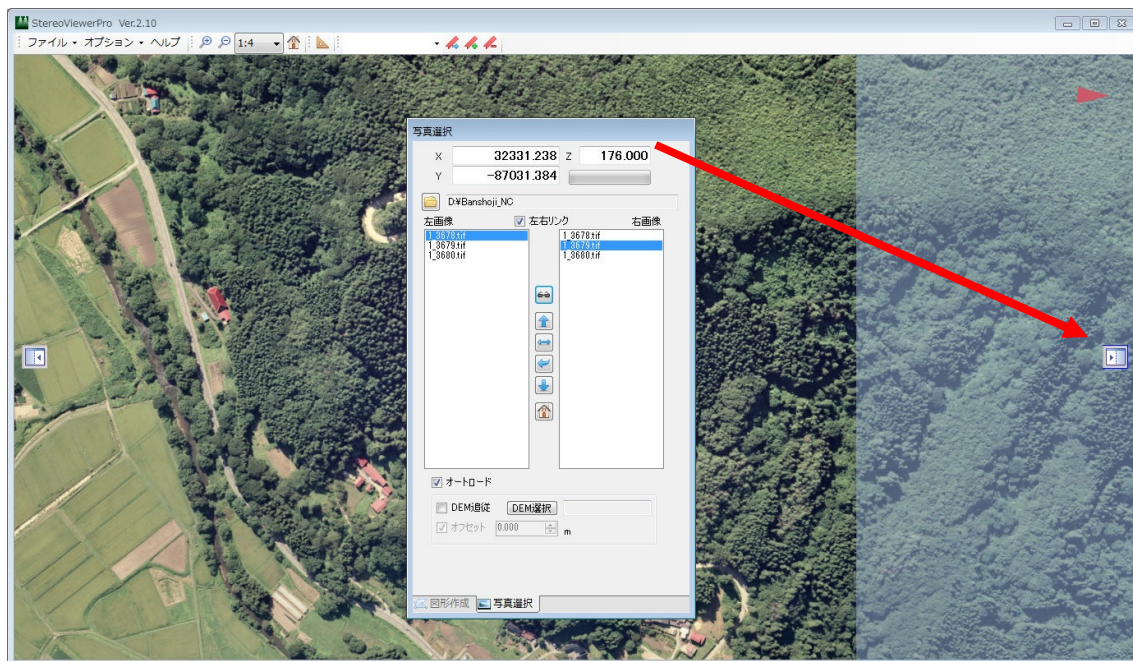 StereoViewerPro Ver.2.10
ファイル オプション ヘルプ 1:4
写真選択
X 32331.238 Z 176.000
Y -87031.384
D:¥Banshoji_NC
左画像 左右リンク 右画像
1_3678.tif 1_3678.tif
1_3679.tif 1_3679.tif
1_3680.tif 1_3680.tif
オートロード
DEM追従 DEM選択
オフセット 0.000 m
図形作成 写真選択